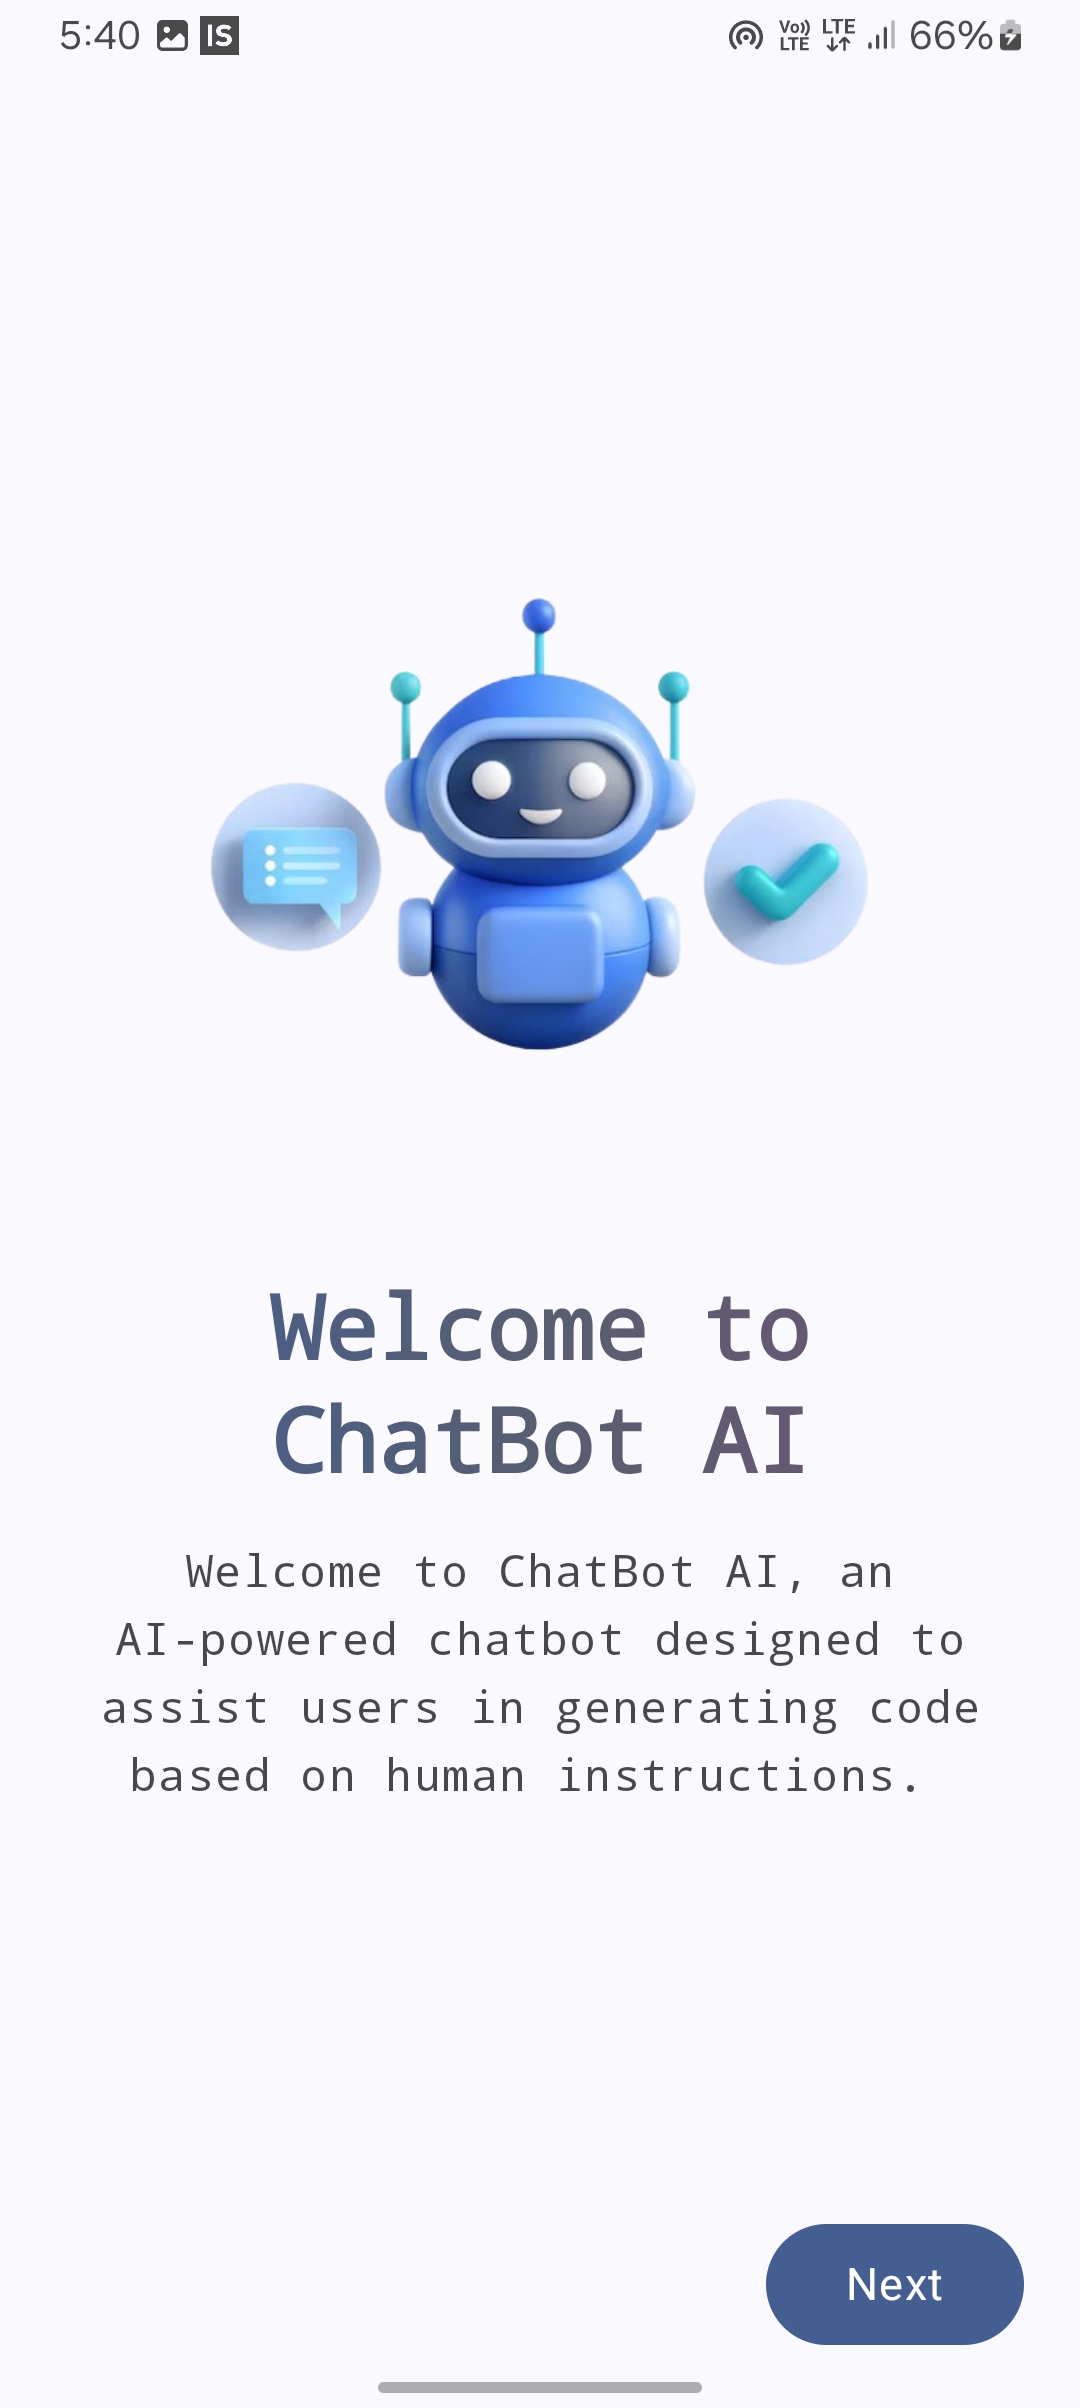 5:40 IS Vo)) LTE LTE 66%
Welcome to
ChatBot AI
Welcome to ChatBot AI, an
AI-powered chatbot designed to
assist users in generating code
based on human instructions.
Next